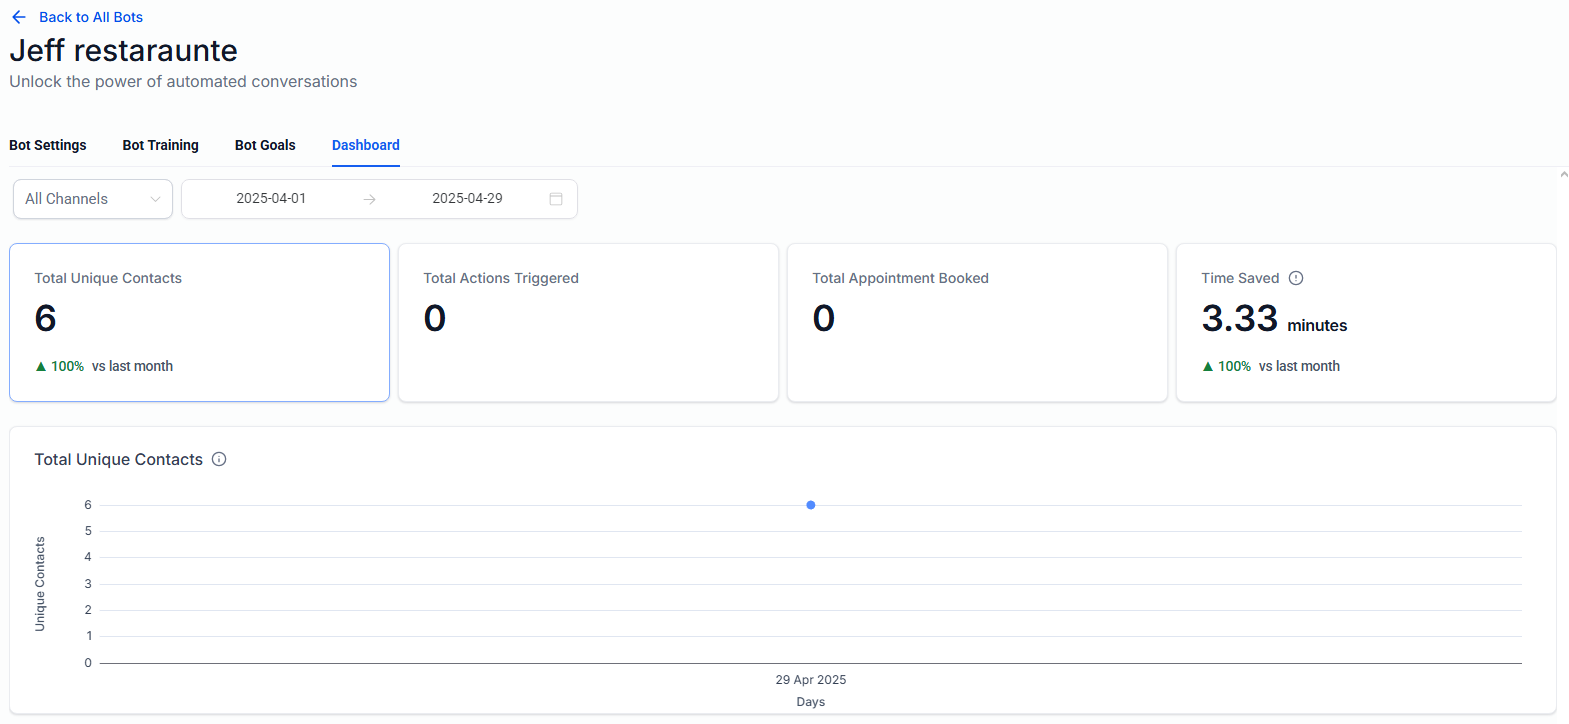 Back to All Bots
Jeff restaraunte
Unlock the power of automated conversations
Bot Settings Bot Training Bot Goals Dashboard
All Channels 2025-04-01 2025-04-29
Total Unique Contacts
6
100% vs last month
Total Actions Triggered
0
Total Appointment Booked
0
Time Saved
3.33 minutes
100% vs last month
Total Unique Contacts
Unique Contacts
6
5
4
3
2
1
0
29 Apr 2025
Days